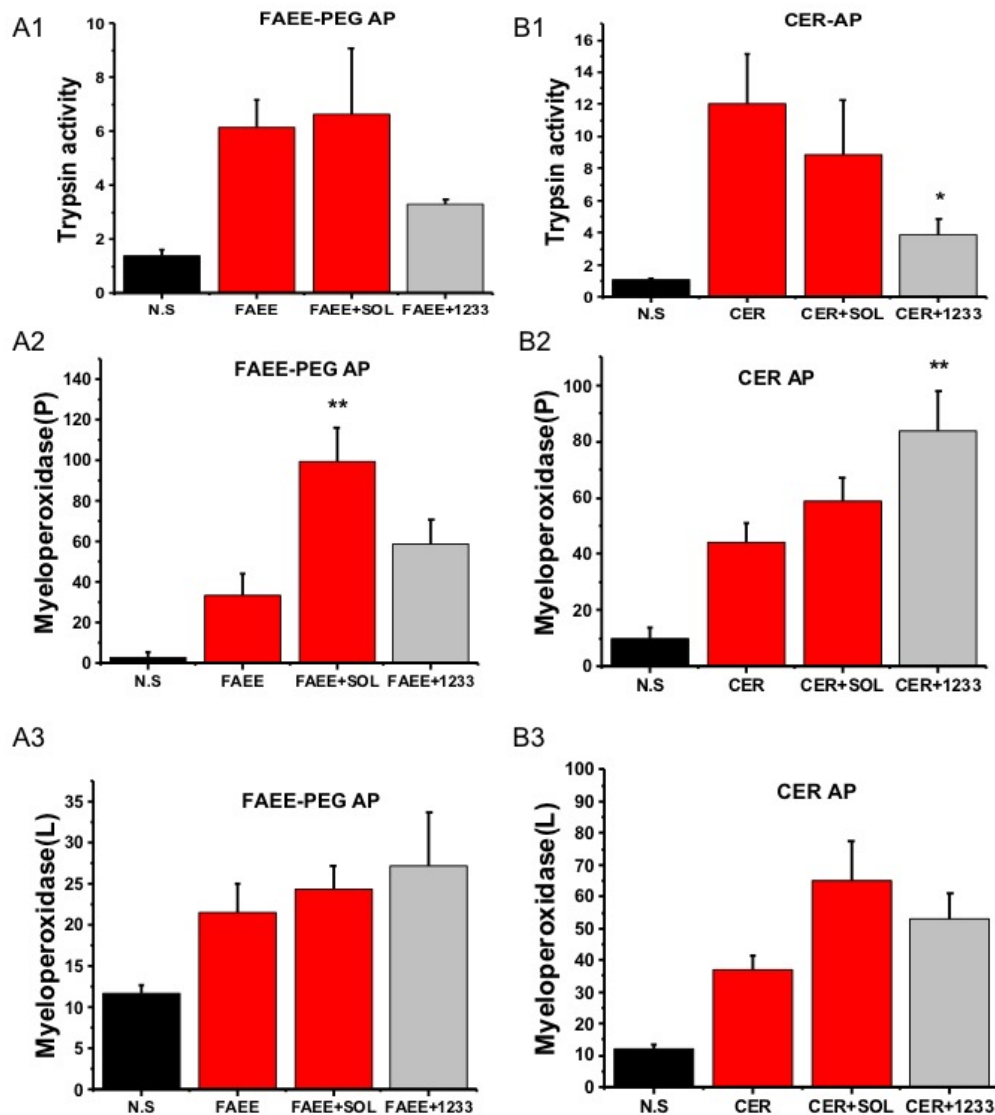 A1
FAEE-PEG AP
Trypsin activity
10
8
6
4
2
0
N.S FAEE FAEE+SOL FAEE+1233
B1
CER-AP
Trypsin activity
16
14
12
10
8
6
4
2
0
N.S CER CER+SOL CER+1233
*
A2
FAEE-PEG AP
Myeloperoxidase(P)
140
120
100
80
60
40
20
0
N.S FAEE FAEE+SOL FAEE+1233
**
B2
CER AP
Myeloperoxidase(P)
100
80
60
40
20
0
N.S CER CER+SOL CER+1233
**
A3
FAEE-PEG AP
Myeloperoxidase(L)
35
30
25
20
15
10
5
0
N.S FAEE FAEE+SOL FAEE+1233
B3
CER AP
Myeloperoxidase(L)
100
90
80
70
60
50
40
30
20
10
0
N.S CER CER+SOL CER+1233